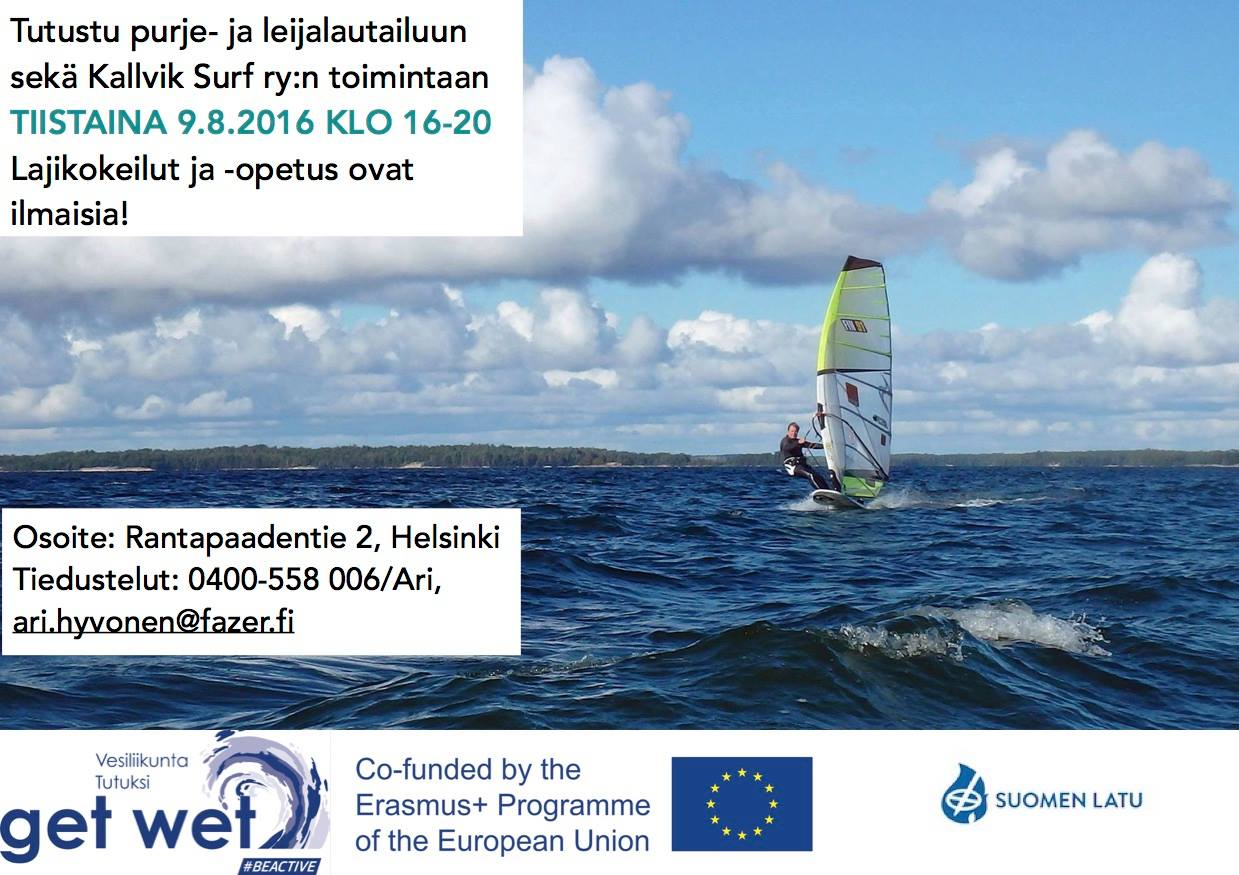 Tutustu purje- ja leijalautailuun
sekä Kallvik Surf ry:n toimintaan
TIISTAINA 9.8.2016 KLO 16-20
Lajikokeilut ja -opetus ovat
ilmaisia!
Osoite: Rantapaadentie 2, Helsinki
Tiedustelut: 0400-558 006/Ari,
ari.hyvonen@fazer.fi
Vesiliikunta
Tutuksi
get wet
#BEACTIVE
Co-funded by the
Erasmus+ Programme
of the European Union
SUOMEN LATU